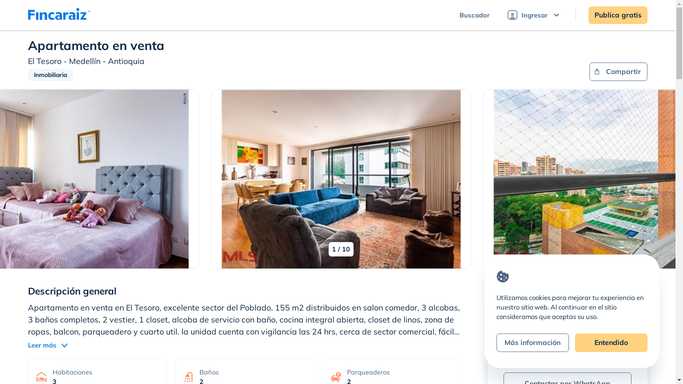 Fincaraiz
Buscador
Ingresar
Publica gratis
Apartamento en venta
El Tesoro - Medellín - Antioquia
Inmobiliaria
Compartir
MLS
1 / 10
Descripción general
Apartamento en venta en El Tesoro, excelente sector del Poblado, 155 m2 distribuidos en salon comedor, 3 alcobas,
3 baños completos, 2 vestier, 1 closet, alcoba de servicio con baño, cocina integral abierta, closet de linos, zona de
ropas, balcon, parqueadero y cuarto util. la unidad cuenta con vigilancia las 24 hrs, cerca de sector comercial, fácil...
Leer más
Habitaciones
3
Baños
2
Parqueaderos
2
Utilizamos cookies para mejorar tu experiencia en
nuestro sitio web. Al continuar en el sitio
consideramos que aceptas su uso.
Más información
Entendido
Contactar por WhatsApp